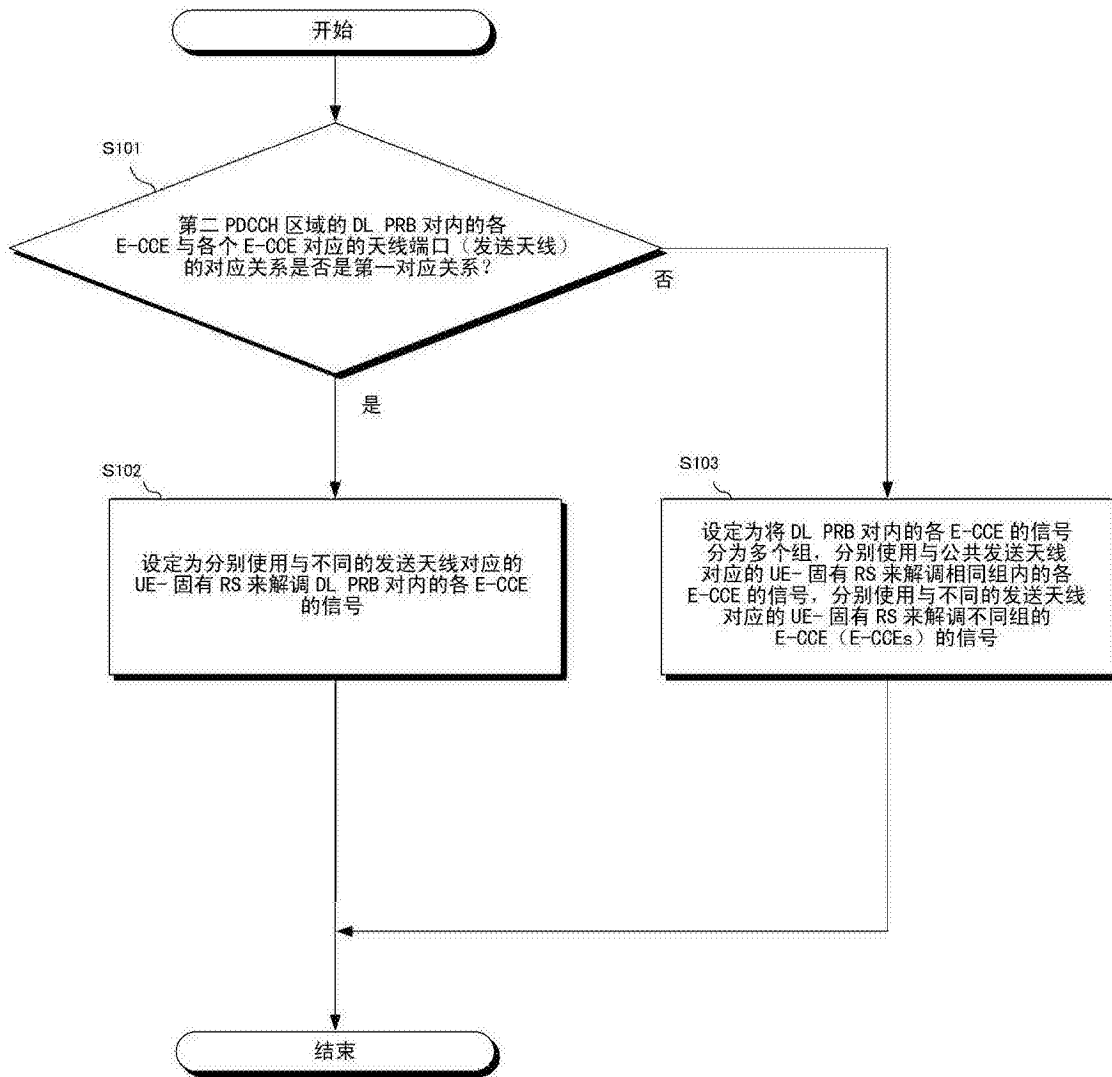 开始
S101
第二 PDCCH 区域的 DL PRB 对内的各
E-CCE 与各个 E-CCE 对应的天线端口（发送天线）
的对应关系是否是第一对应关系？
否
是
S102
设定为分别使用与不同的发送天线对应的
UE-固有 RS 来解调 DL PRB 对内的各 E-CCE
的信号
S103
设定为将 DL PRB 对内的各 E-CCE 的信号
分为多个组，分别使用与公共发送天线
对应的 UE-固有 RS 来解调相同组内的各
E-CCE 的信号，分别使用与不同的发送天线
对应的 UE-固有 RS 来解调不同组的
E-CCE（E-CCEs）的信号
结束